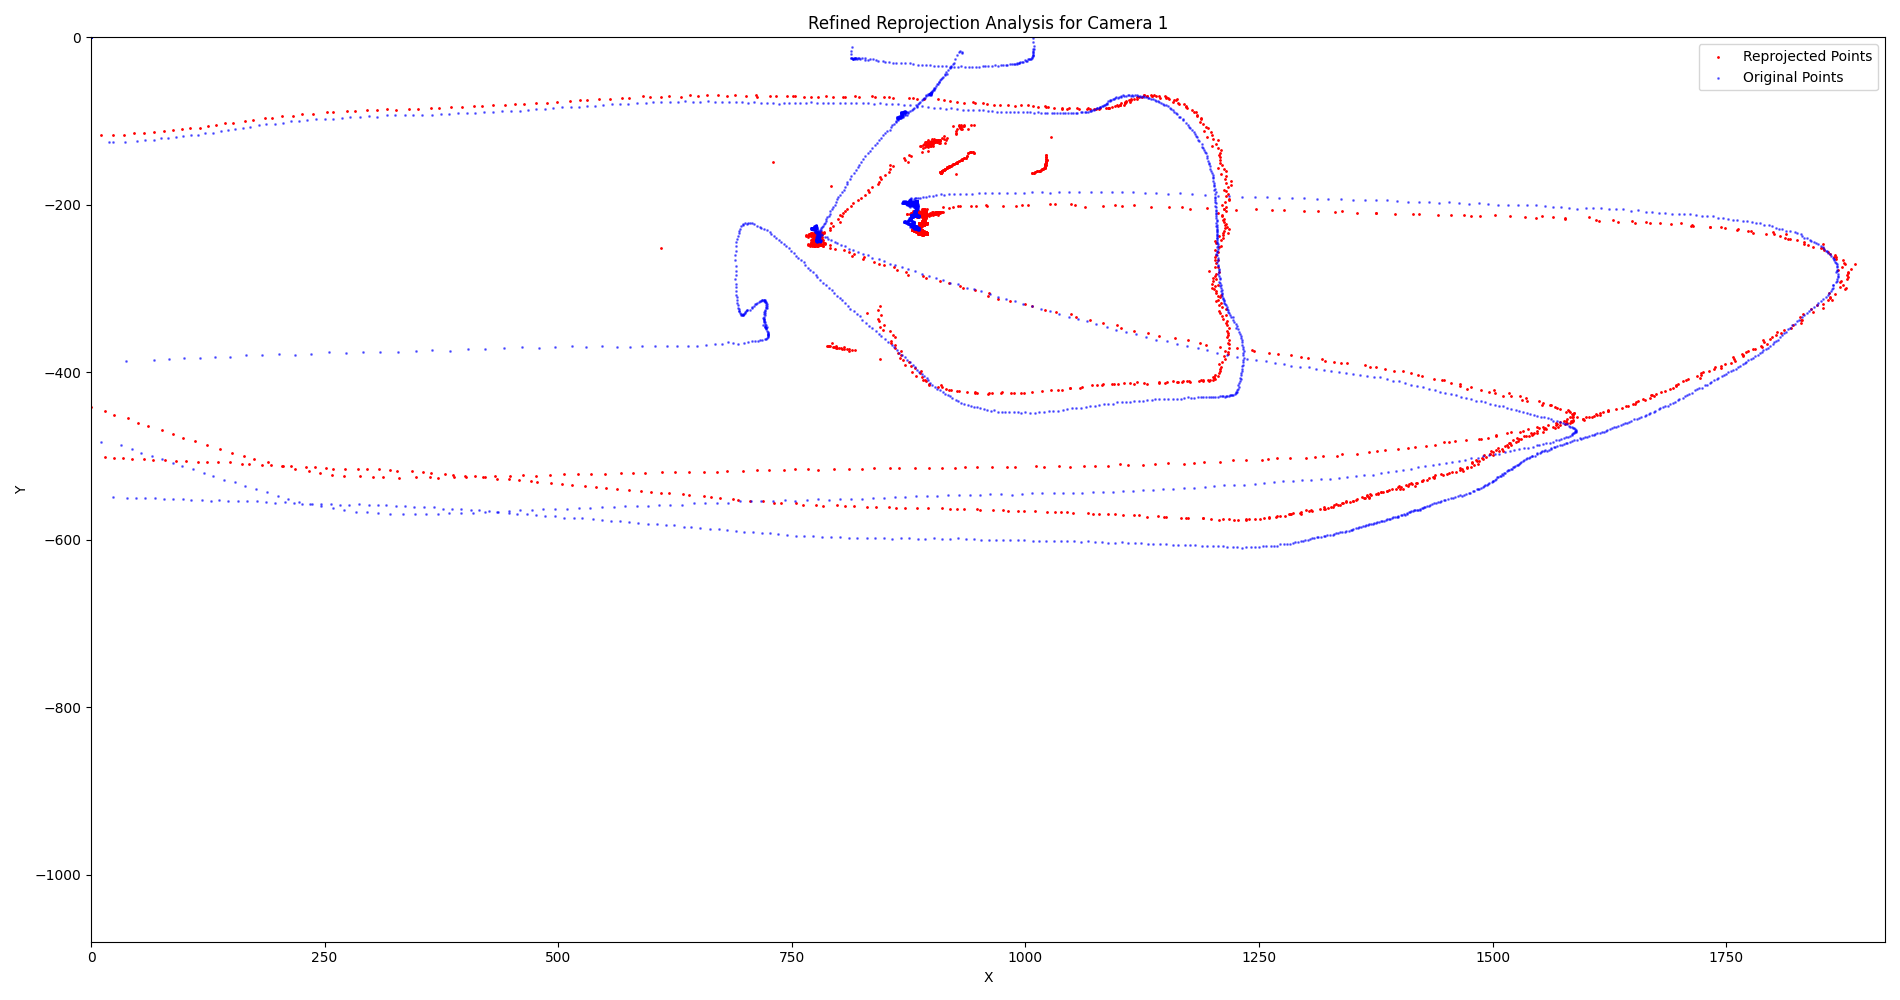 Refined Reprojection Analysis for Camera 1
Reprojected Points
Original Points
0
−200
−400
−600
−800
−1000
Y
0 250 500 750 1000 1250 1500 1750
X